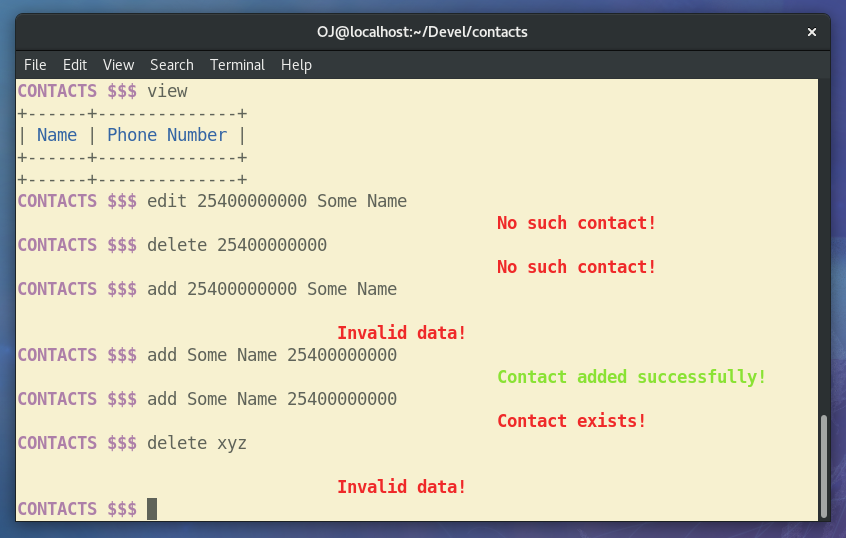 OJ@localhost:~/Devel/contacts
File Edit View Search Terminal Help
CONTACTS $$$ view
+------+--------------+
| Name | Phone Number |
+------+--------------+
+------+--------------+
CONTACTS $$$ edit 25400000000 Some Name
No such contact!
CONTACTS $$$ delete 25400000000
No such contact!
CONTACTS $$$ add 25400000000 Some Name
Invalid data!
CONTACTS $$$ add Some Name 25400000000
Contact added successfully!
CONTACTS $$$ add Some Name 25400000000
Contact exists!
CONTACTS $$$ delete xyz
Invalid data!
CONTACTS $$$